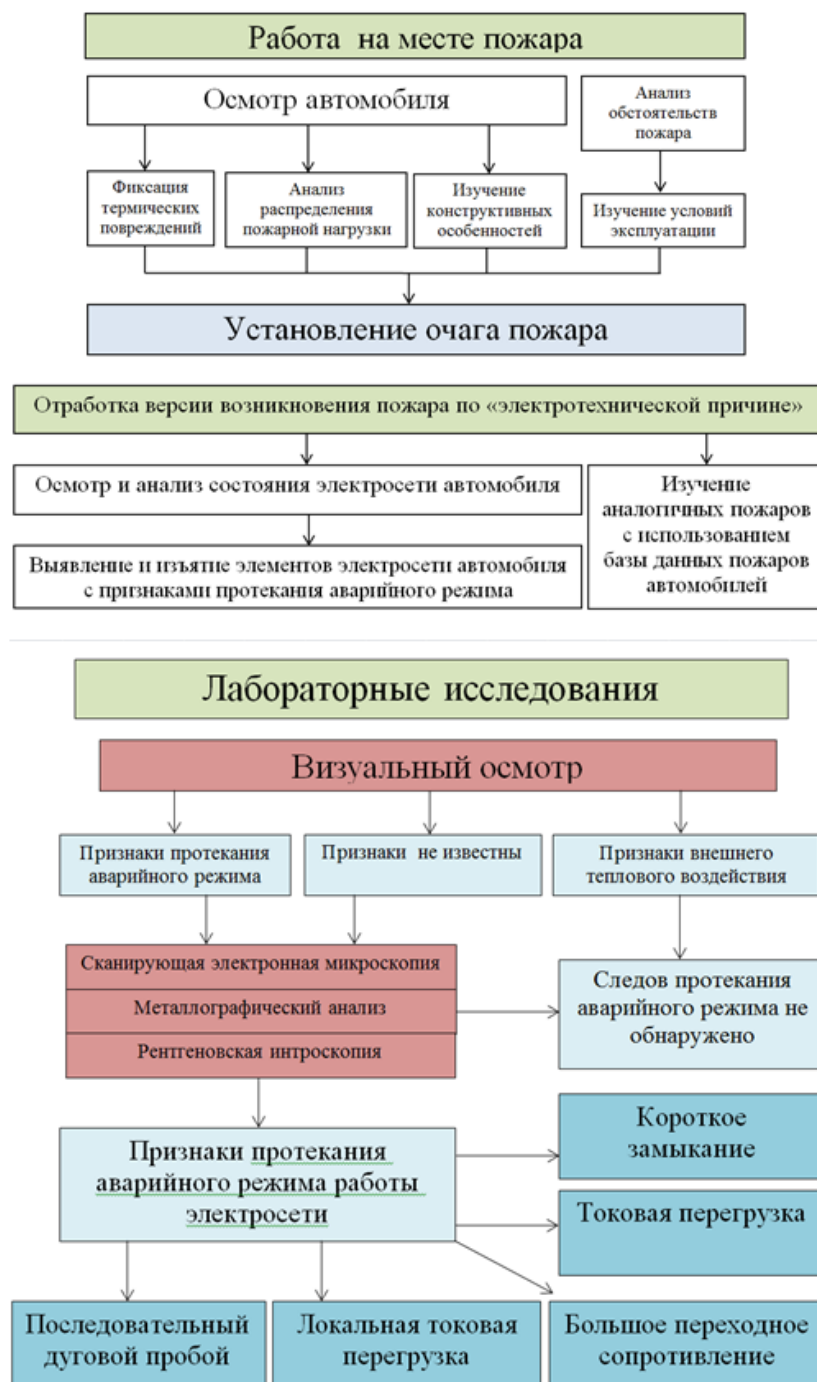 Работа на месте пожара
Осмотр автомобиля
Анализ
обстоятельств
пожара
Фиксация
термических
повреждений
Анализ
распределения
пожарной нагрузки
Изучение
конструктивных
особенностей
Изучение условий
эксплуатации
Установление очага пожара
Отработка версии возникновения пожара по «электротехнической причине»
Осмотр и анализ состояния электросети автомобиля
Изучение
аналогичных пожаров
с использованием
базы данных пожаров
автомобилей
Выявление и изъятие элементов электросети автомобиля
с признаками протекания аварийного режима
Лабораторные исследования
Визуальный осмотр
Признаки протекания
аварийного режима
Признаки не известны
Признаки внешнего
теплового воздействия
Сканирующая электронная микроскопия
Металлографический анализ
Рентгеновская интроскопия
Следов протекания
аварийного режима не
обнаружено
Признаки протекания
аварийного режима работы
электросети
Короткое
замыкание
Токовая перегрузка
Последовательный
дуговой пробой
Локальная токовая
перегрузка
Большое переходное
сопротивление